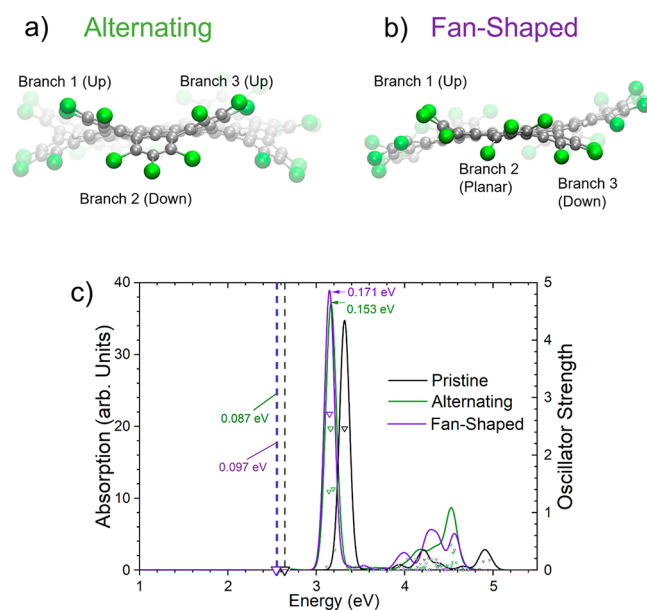 a) Alternating
b) Fan-Shaped
Branch 1 (Up)
Branch 3 (Up)
Branch 2 (Down)
Branch 1 (Up)
Branch 2
(Planar)
Branch 3
(Down)
c)
Absorption (arb. Units)
40
30
20
10
0
0.171 eV
0.153 eV
0.087 eV
0.097 eV
Pristine
Alternating
Fan-Shaped
5
4
3
2
1
0
Oscillator Strength
1 2 3 4 5
Energy (eV)